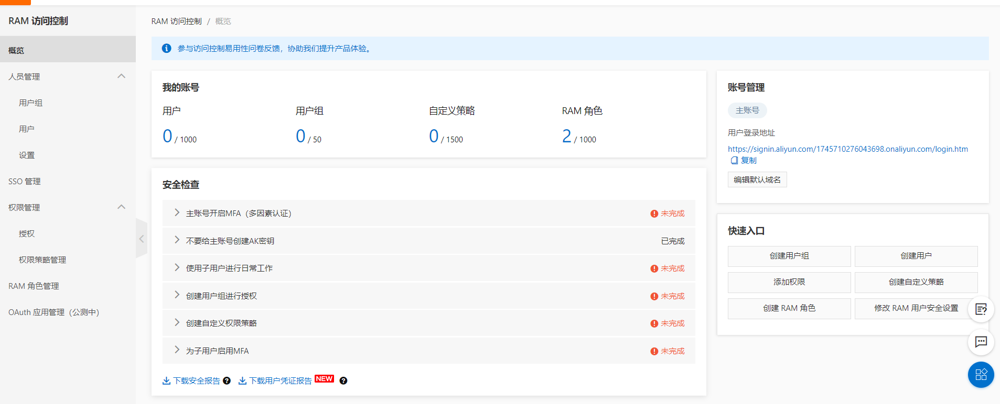 RAM 访问控制
概览
人员管理
用户组
用户
设置
SSO 管理
权限管理
授权
权限策略管理
RAM 角色管理
OAuth 应用管理（公测中）
RAM 访问控制 / 概览
参与访问控制易用性问卷反馈，协助我们提升产品体验。
我的账号
用户
0 / 1000
用户组
0 / 50
自定义策略
0 / 1500
RAM 角色
2 / 1000
安全检查
主账号开启MFA（多因素认证） 未完成
不要给主账号创建AK密钥 已完成
使用子用户进行日常工作 未完成
创建用户组进行授权 未完成
创建自定义权限策略 未完成
为子用户启用MFA 未完成
下载安全报告 下载用户凭证报告 NEW
账号管理
主账号
用户登录地址
https://signin.aliyun.com/1745710276043698.onaliyun.com/login.htm
复制
编辑默认域名
快速入口
创建用户组 创建用户
添加权限 创建自定义策略
创建 RAM 角色 修改 RAM 用户安全设置